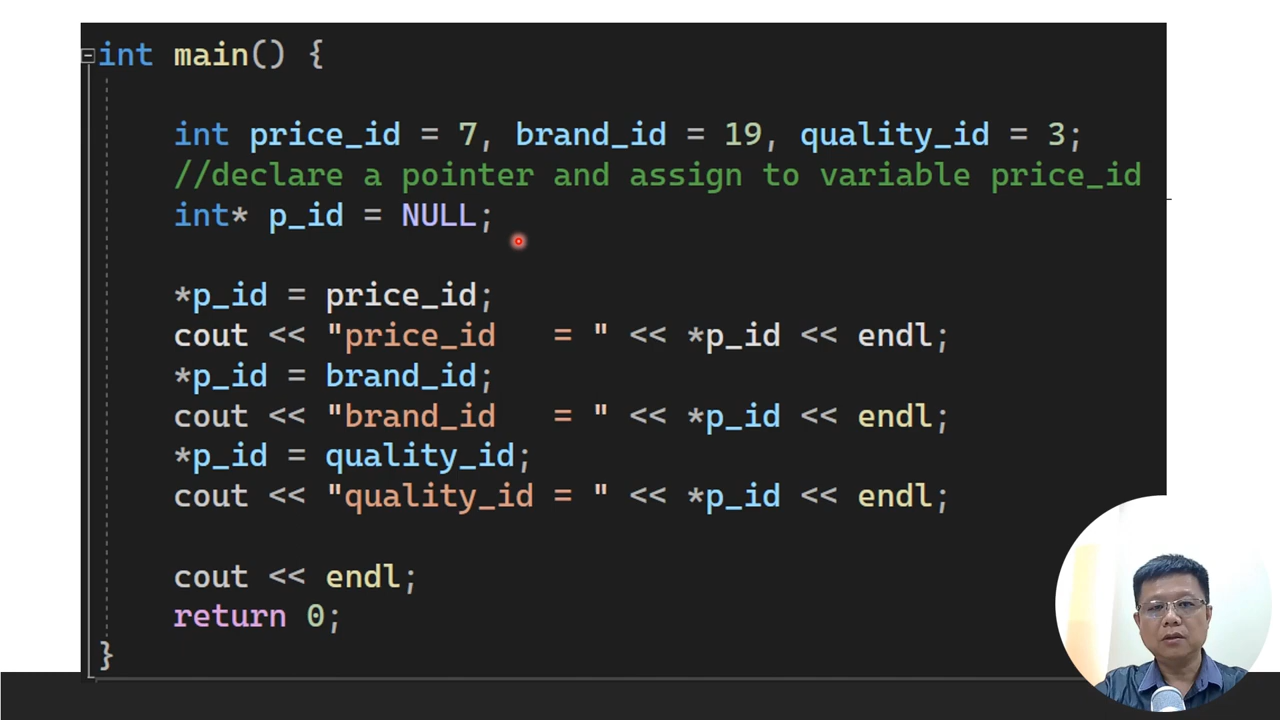 int main() {
int price_id = 7, brand_id = 19, quality_id = 3;
//declare a pointer and assign to variable price_id
int* p_id = NULL;
*p_id = price_id;
cout << "price_id   = " << *p_id << endl;
*p_id = brand_id;
cout << "brand_id   = " << *p_id << endl;
*p_id = quality_id;
cout << "quality_id = " << *p_id << endl;
cout << endl;
return 0;
}